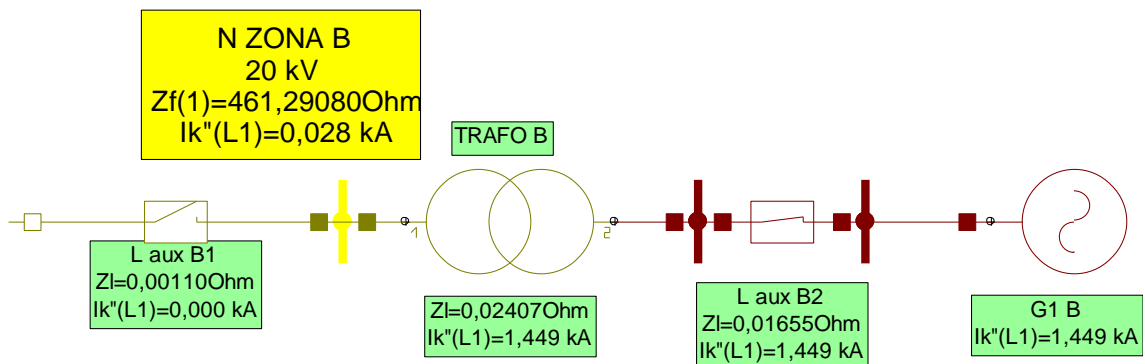 N ZONA B
20 kV
Zf(1)=461,29080Ohm
Ik"(L1)=0,028 kA
TRAFO B
1
2
L aux B1
Zl=0,00110Ohm
Ik"(L1)=0,000 kA
Zl=0,02407Ohm
Ik"(L1)=1,449 kA
L aux B2
Zl=0,01655Ohm
Ik"(L1)=1,449 kA
G1 B
Ik"(L1)=1,449 kA